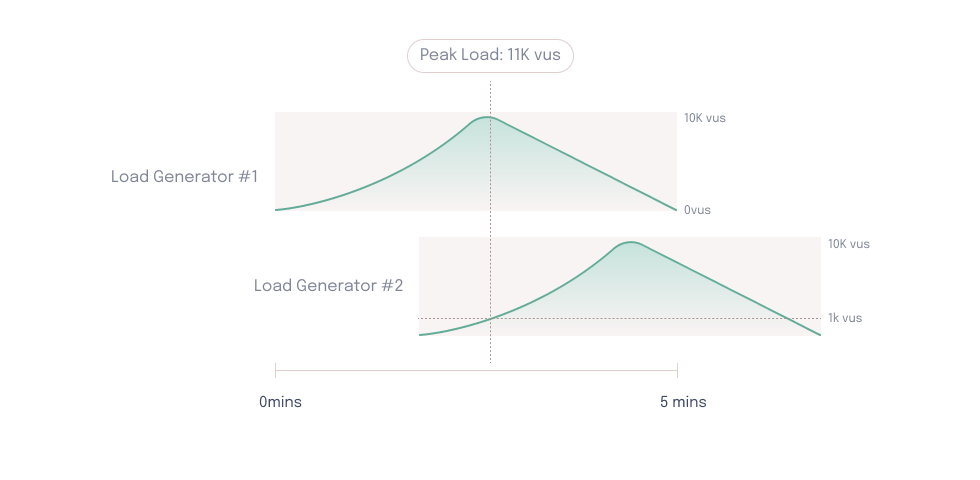 Peak Load: 11K vus
10K vus
Load Generator #1
0vus
10K vus
Load Generator #2
1k vus
0mins
5 mins